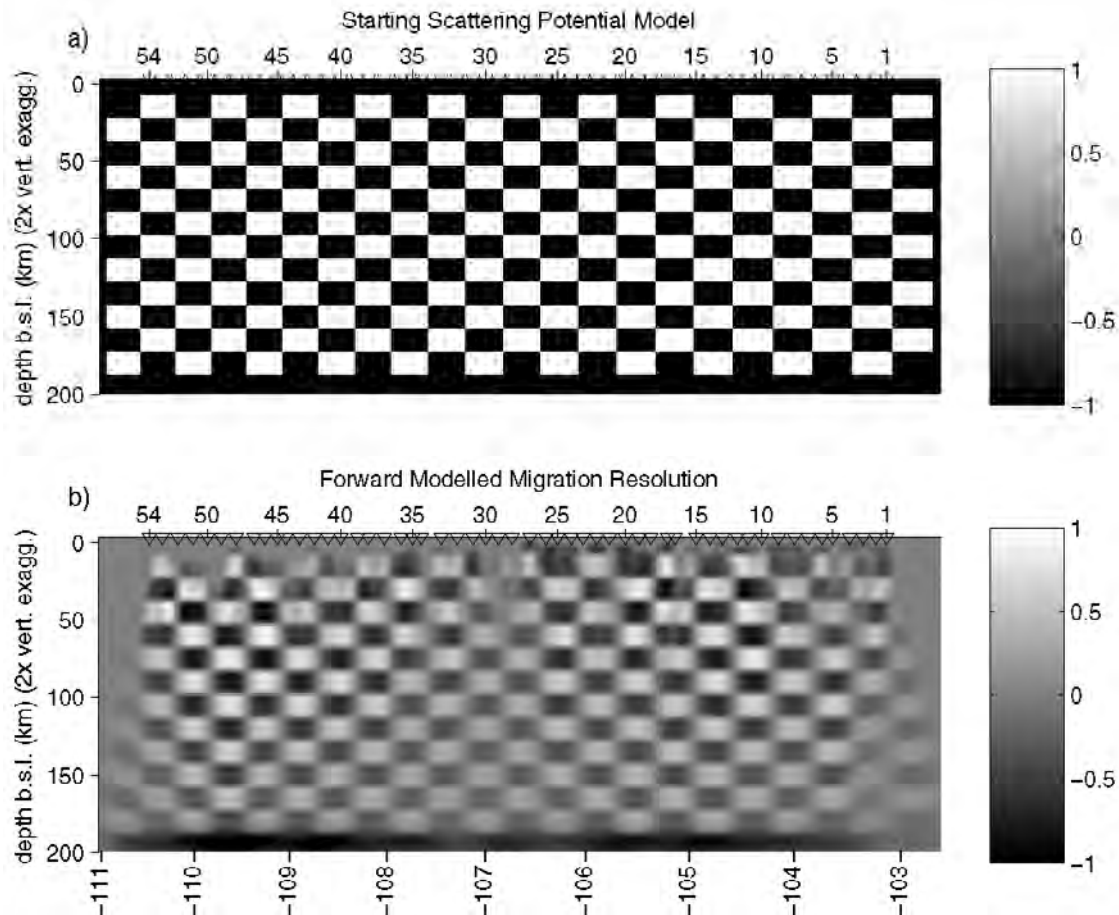 Starting Scattering Potential Model
a)
54 50 45 40 35 30 25 20 15 10 5 1
depth b.s.l. (km) (2x vert. exagg.)
0
50
100
150
200
1
0.5
0
−0.5
−1
Forward Modelled Migration Resolution
b)
54 50 45 40 35 30 25 20 15 10 5 1
depth b.s.l. (km) (2x vert. exagg.)
0
50
100
150
200
1
0.5
0
−0.5
−1
−111 −110 −109 −108 −107 −106 −105 −104 −103